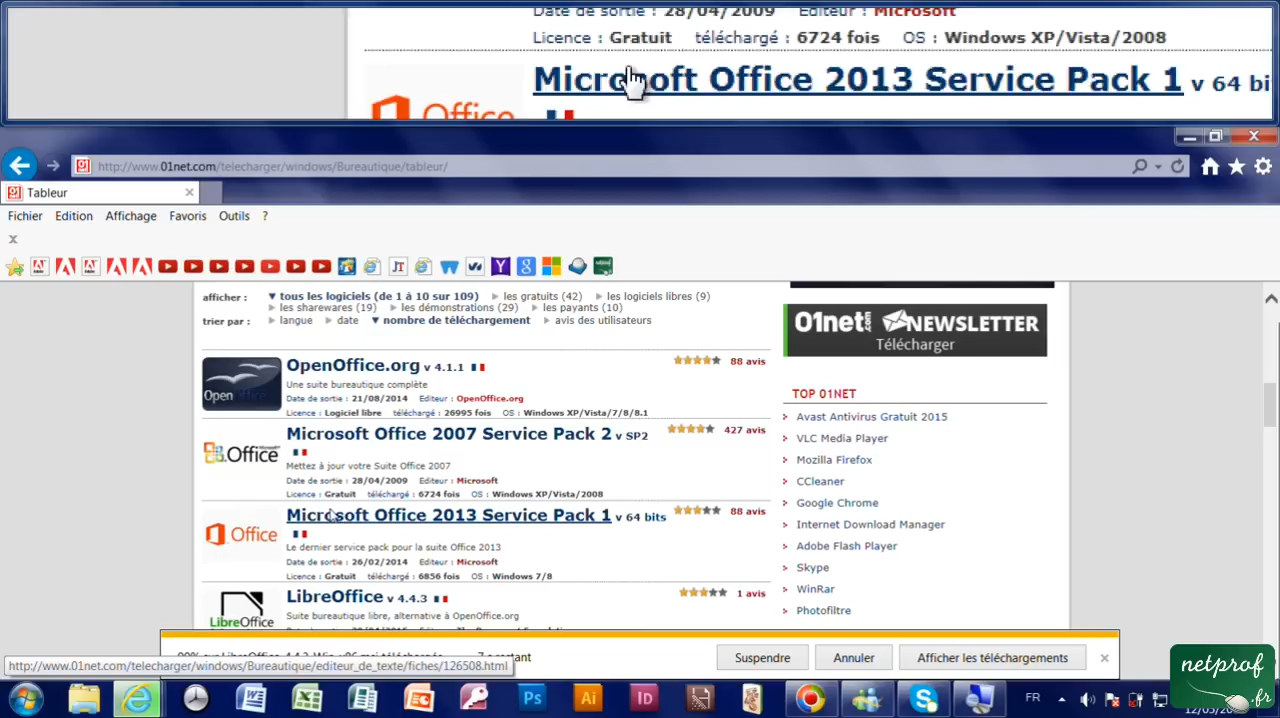 Date de sortie : 28/04/2009 Editeur : Microsoft
Licence : Gratuit téléchargé : 6724 fois OS : Windows XP/Vista/2008
Microsoft Office 2013 Service Pack 1 v 64 bi
Office
http://www.01net.com/telecharger/windows/Bureautique/tableur/
Tableur
Fichier Edition Affichage Favoris Outils ?
afficher : tous les logiciels (de 1 à 10 sur 109) les gratuits (42) les logiciels libres (9)
les sharewares (19) les démonstrations (29) les payants (10)
trier par : langue date nombre de téléchargement avis des utilisateurs
01net.com NEWSLETTER
Télécharger
OpenOffice.org v 4.1.1 88 avis
Une suite bureautique complète
Open
Date de sortie : 21/08/2014 Editeur : OpenOffice.org
Licence : Logiciel libre téléchargé : 26995 fois OS : Windows XP/Vista/7/8/8.1
Microsoft Office 2007 Service Pack 2 v SP2 427 avis
Microsoft Office
Mettez à jour votre Suite Office 2007
Date de sortie : 28/04/2009 Editeur : Microsoft
Licence : Gratuit téléchargé : 6724 fois OS : Windows XP/Vista/2008
Microsoft Office 2013 Service Pack 1 v 64 bits 88 avis
Office
Le dernier service pack pour la suite Office 2013
Date de sortie : 26/02/2014 Editeur : Microsoft
Licence : Gratuit téléchargé : 6856 fois OS : Windows 7/8
LibreOffice v 4.4.3 1 avis
Suite bureautique libre, alternative à OpenOffice.org
LibreOffice
TOP 01NET
Avast Antivirus Gratuit 2015
VLC Media Player
Mozilla Firefox
CCleaner
Google Chrome
Internet Download Manager
Adobe Flash Player
Skype
WinRar
Photofiltre
Suspendre Annuler Afficher les téléchargements
http://www.01net.com/telecharger/windows/Bureautique/editeur_de_texte/fiches/126508.html
Ps Ai ID FR
netprof
.fr